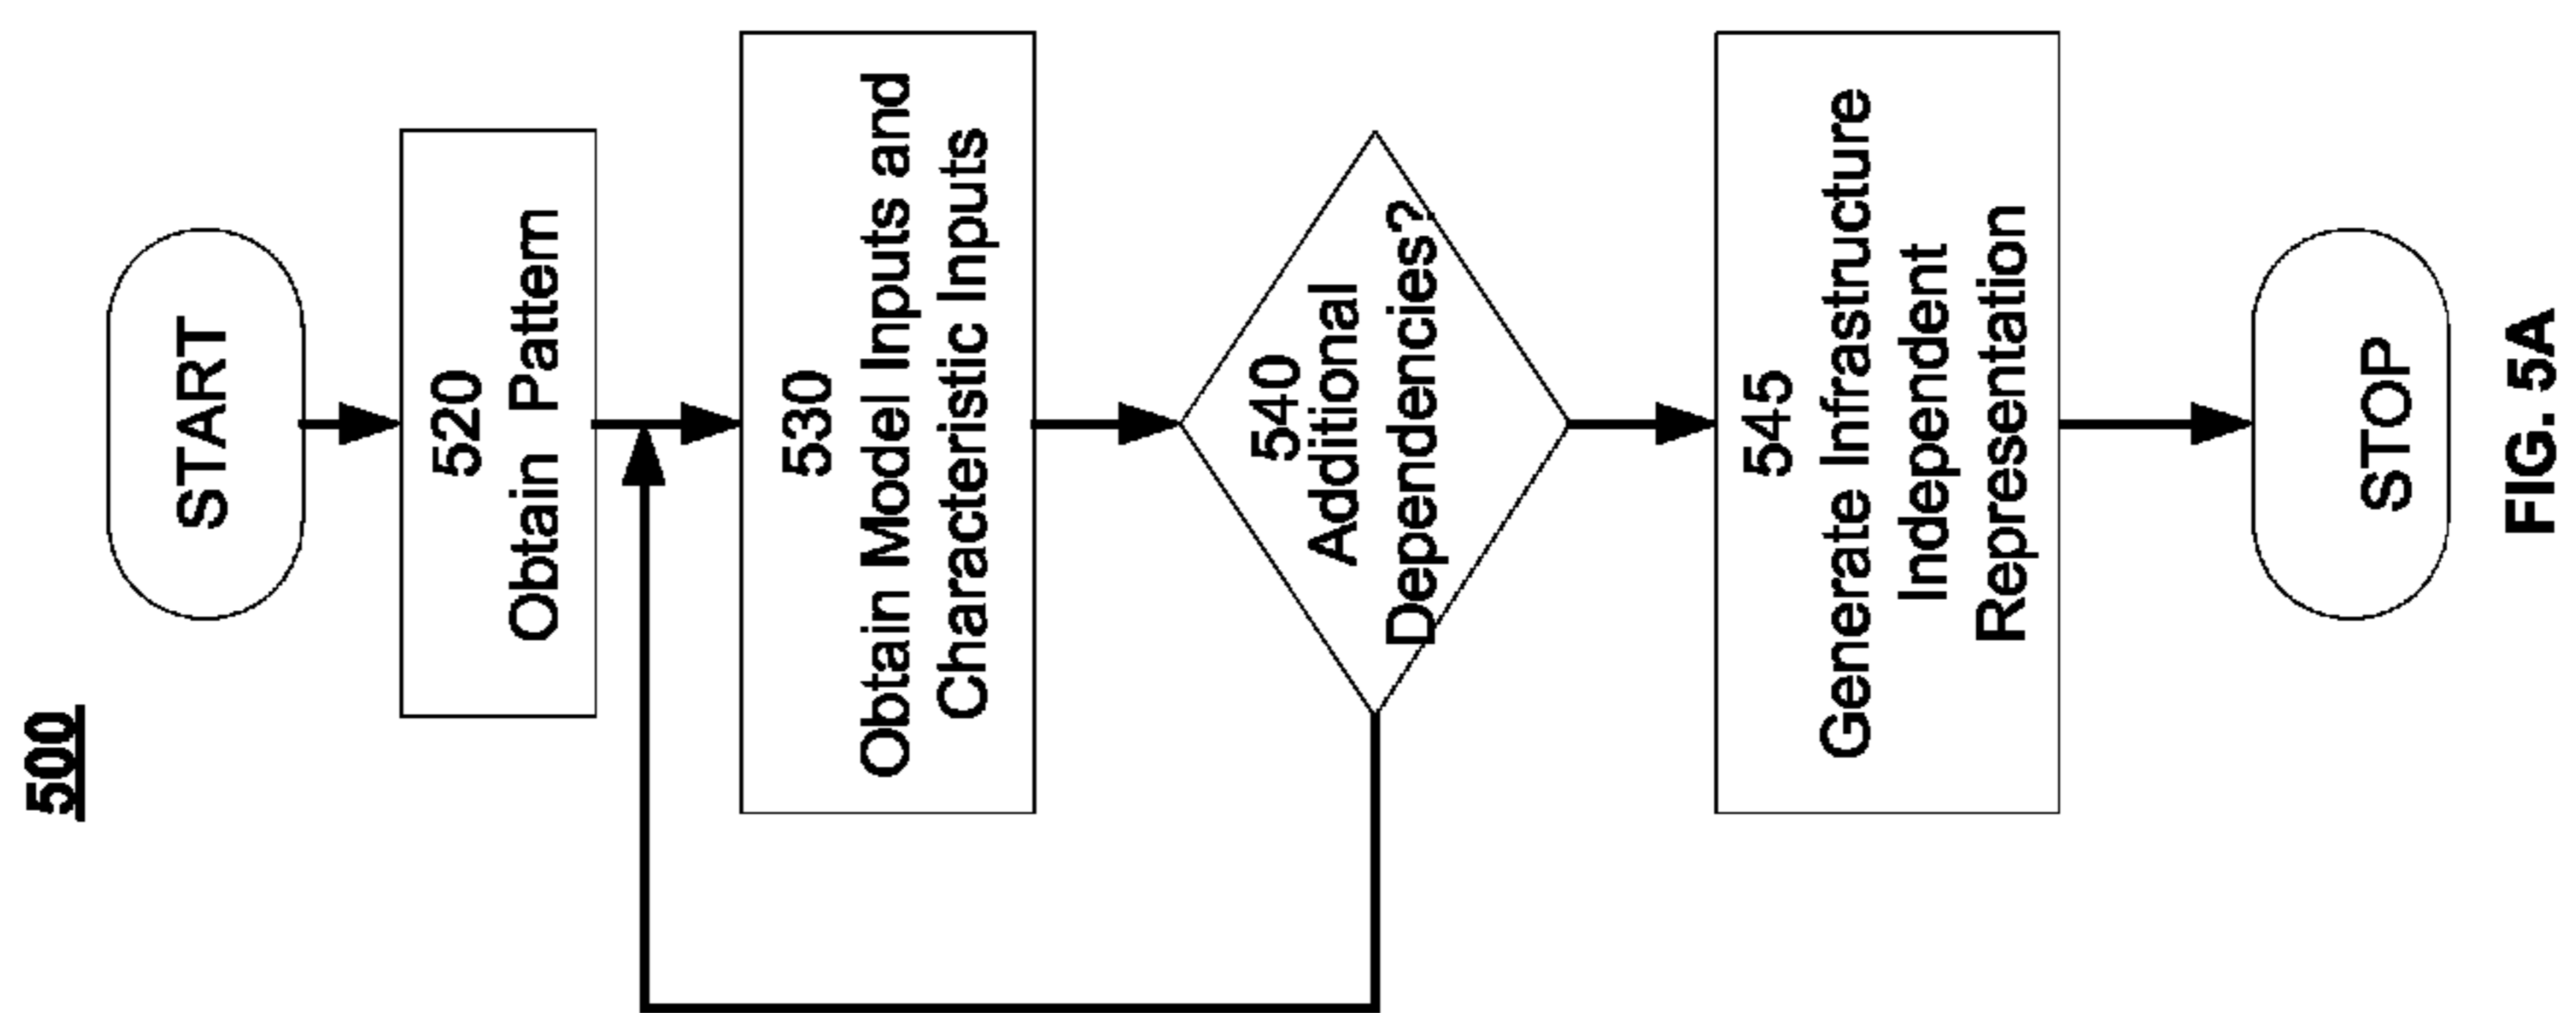 500
START
520
Obtain Pattern
530
Obtain Model Inputs and
Characteristic Inputs
540
Additional
Dependencies?
545
Generate Infrastructure
Independent
Representation
STOP
FIG. 5A